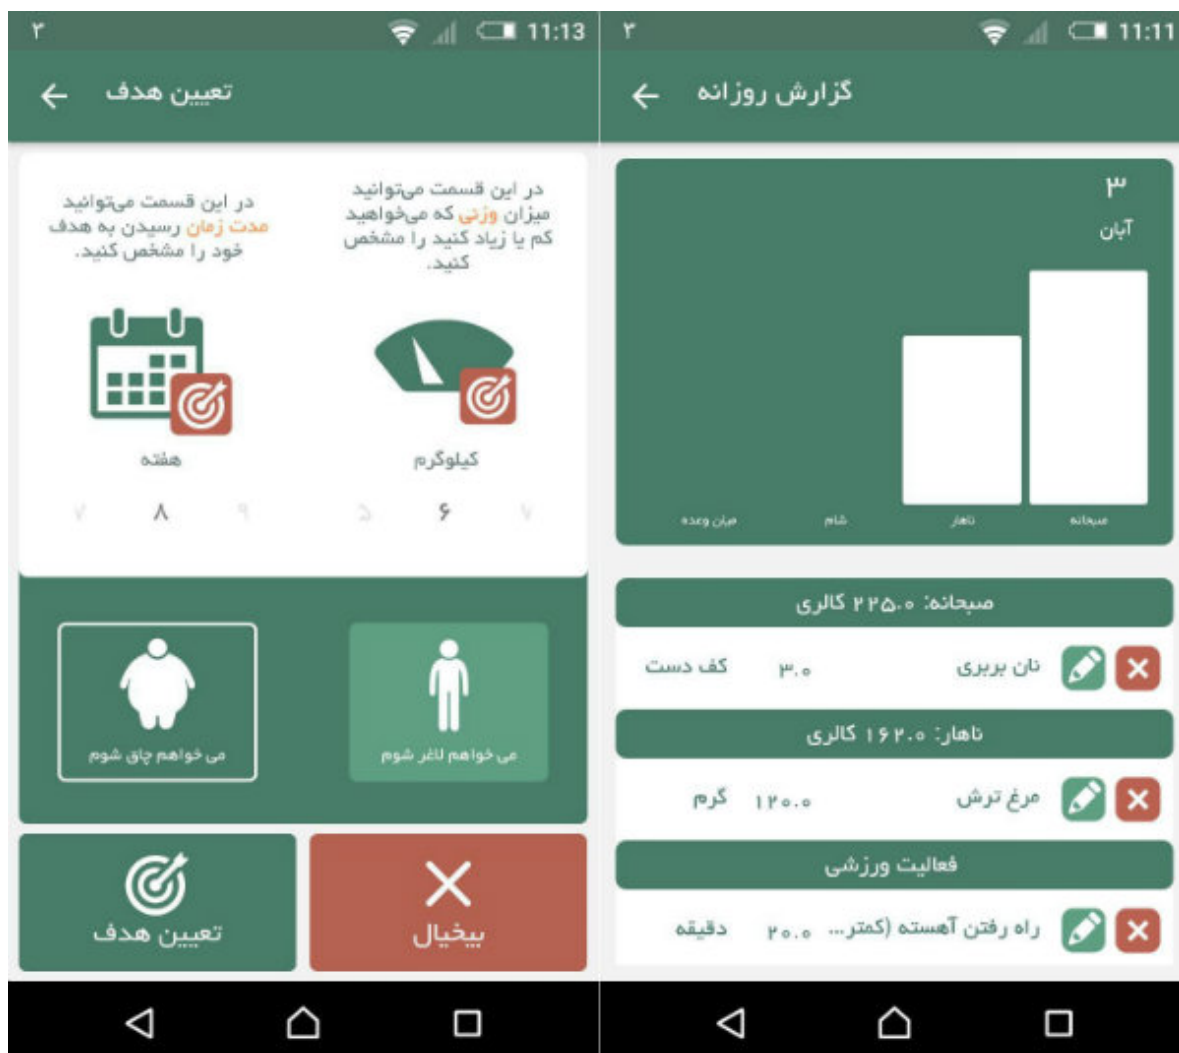 ۳
11:13
تعیین هدف
در این قسمت می‌توانید
میزان وزنی که می‌خواهید
کم یا زیاد کنید را مشخص
کنید.
در این قسمت می‌توانید
مدت زمان رسیدن به هدف
خود را مشخص کنید.
کیلوگرم
هفته
۵ ۶ ۷
۷ ۸ ۹
می خواهم لاغر شوم
می خواهم چاق شوم
بیخیال
تعیین هدف
۳
11:11
گزارش روزانه
۳
آبان
صبحانه
ناهار
شام
میان وعده
صبحانه: ۲۲۵.۰ کالری
نان بربری ۳.۰ کف دست
ناهار: ۱۶۲.۰ کالری
مرغ ترش ۱۲۰.۰ گرم
فعالیت ورزشی
راه رفتن آهسته (کمتر... ۲۰.۰ دقیقه